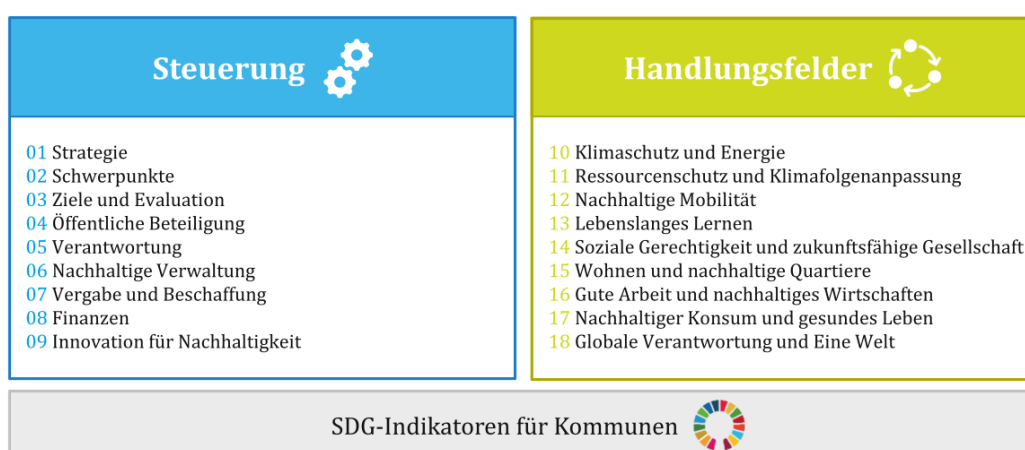 Steuerung
01 Strategie
02 Schwerpunkte
03 Ziele und Evaluation
04 Öffentliche Beteiligung
05 Verantwortung
06 Nachhaltige Verwaltung
07 Vergabe und Beschaffung
08 Finanzen
09 Innovation für Nachhaltigkeit
Handlungsfelder
10 Klimaschutz und Energie
11 Ressourcenschutz und Klimafolgenanpassung
12 Nachhaltige Mobilität
13 Lebenslanges Lernen
14 Soziale Gerechtigkeit und zukunftsfähige Gesellschaft
15 Wohnen und nachhaltige Quartiere
16 Gute Arbeit und nachhaltiges Wirtschaften
17 Nachhaltiger Konsum und gesundes Leben
18 Globale Verantwortung und Eine Welt
SDG-Indikatoren für Kommunen